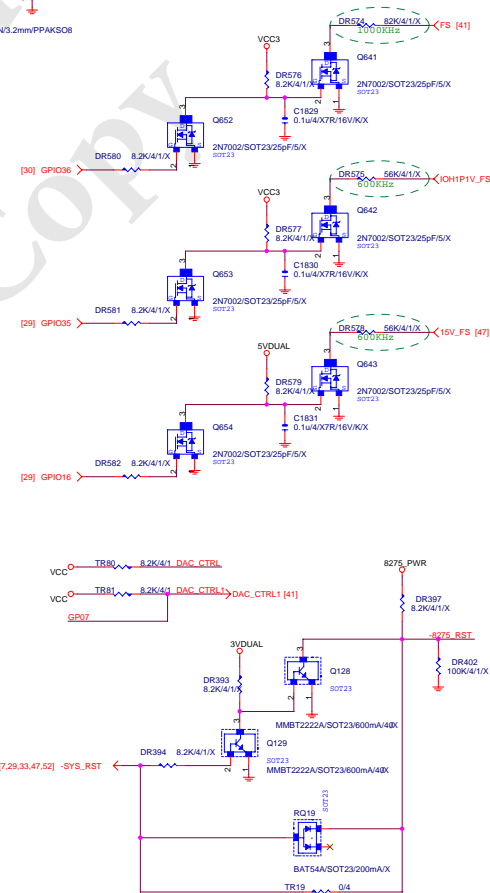 N/3.2mm/PPAKSO8
DR574 82K/4/1/X
1000KHz
FS [41]
VCC3
Q641
DR576
8.2K/4/1/X
2N7002/SOT23/25pF/5/X
SOT23
C1829
0.1u/4/X7R/16V/K/X
Q652
2N7002/SOT23/25pF/5/X
SOT23
DR580 8.2K/4/1/X
[30] GPIO36
DR575 56K/4/1/X
600KHz
IOH1P1V_FS
VCC3
Q642
DR577
8.2K/4/1/X
2N7002/SOT23/25pF/5/X
SOT23
C1830
0.1u/4/X7R/16V/K/X
Q653
2N7002/SOT23/25pF/5/X
SOT23
DR581 8.2K/4/1/X
[29] GPIO35
DR578 56K/4/1/X
600KHz
15V_FS [47]
5VDUAL
Q643
DR579
8.2K/4/1/X
2N7002/SOT23/25pF/5/X
SOT23
C1831
0.1u/4/X7R/16V/K/X
Q654
2N7002/SOT23/25pF/5/X
SOT23
DR582 8.2K/4/1/X
[29] GPIO16
VCC TR80 8.2K/4/1 DAC_CTRL
VCC TR81 8.2K/4/1 DAC_CTRL1 DAC_CTRL1 [41]
GP07
8275_PWR
DR397
8.2K/4/1/X
-8275_RST
DR402
100K/4/1/X
3VDUAL
DR393
8.2K/4/1/X
Q128
SOT23
MMBT2222A/SOT23/600mA/40X
Q129
SOT23
MMBT2222A/SOT23/600mA/40X
DR394 8.2K/4/1/X
7,29,33,47,52] -SYS_RST
RQ19
SOT23
BAT54A/SOT23/200mA/X
TR19 0/4
Copy